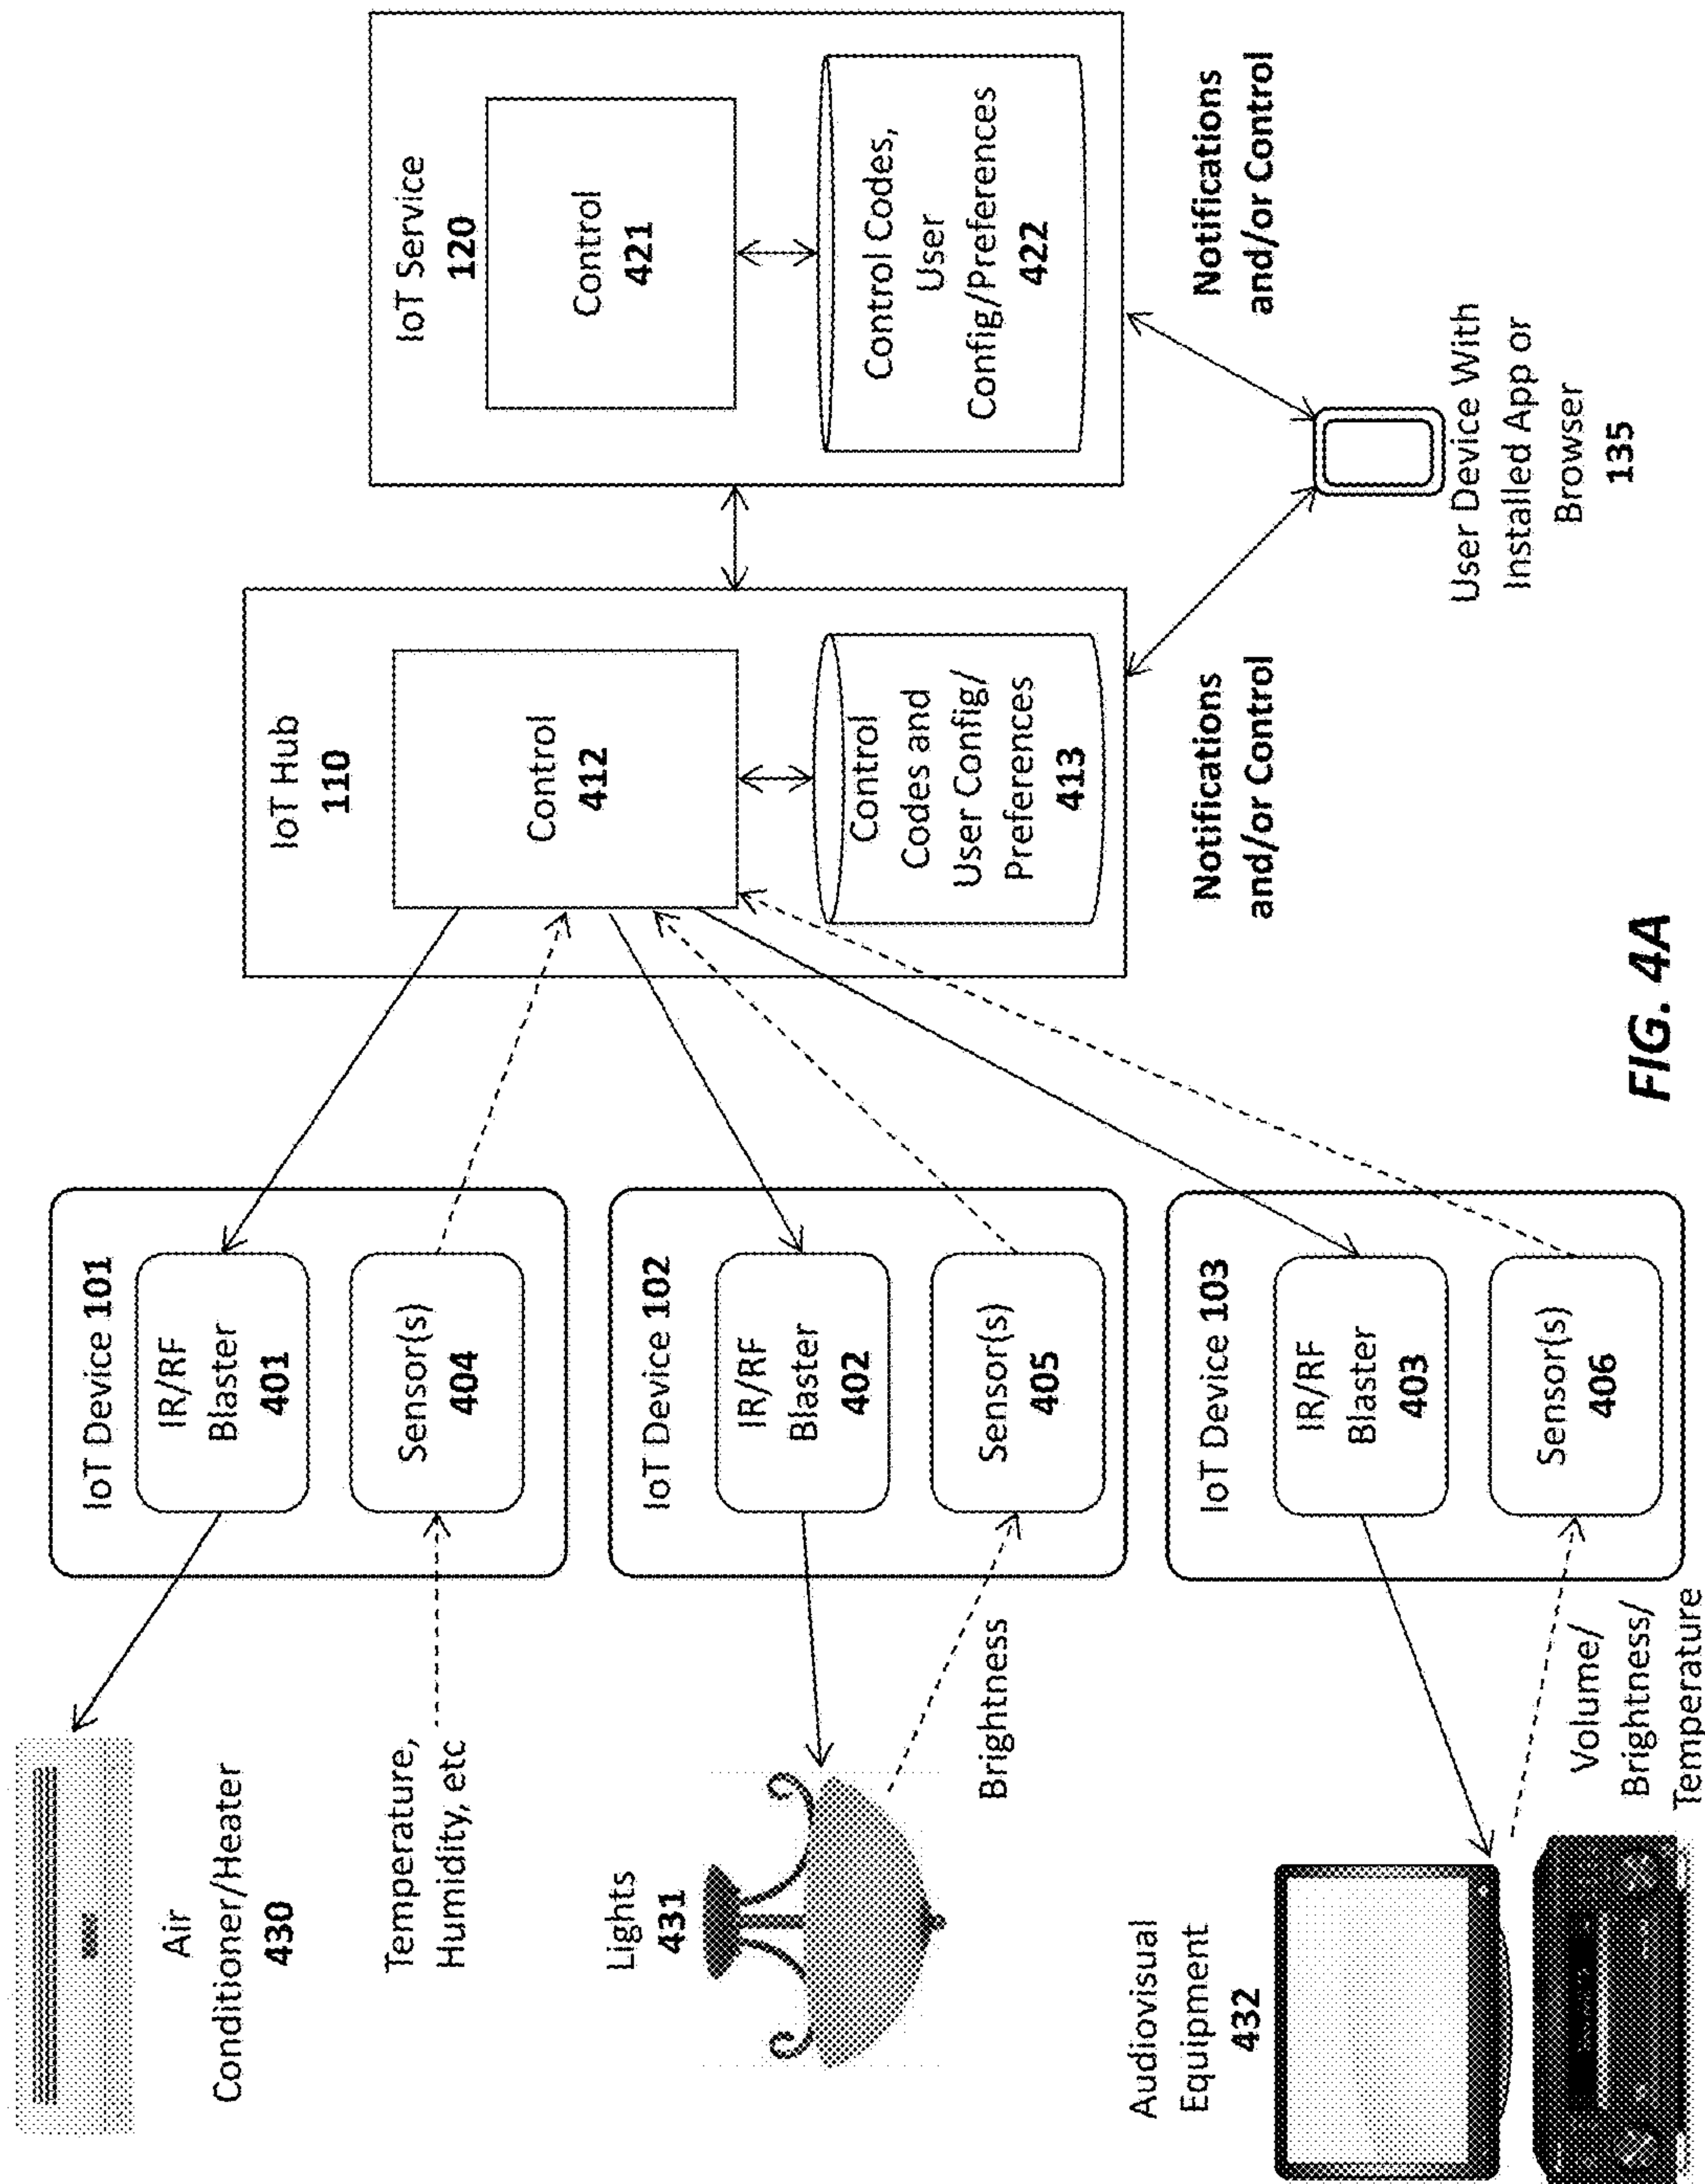 Air
Conditioner/Heater
430
Temperature,
Humidity, etc
Lights
431
Brightness
Audiovisual
Equipment
432
Volume/
Brightness/
Temperature
IoT Device 101
IR/RF
Blaster
401
Sensor(s)
404
IoT Device 102
IR/RF
Blaster
402
Sensor(s)
405
IoT Device 103
IR/RF
Blaster
403
Sensor(s)
406
IoT Hub
110
Control
412
Control
Codes and
User Config/
Preferences
413
Notifications
and/or Control
IoT Service
120
Control
421
Control Codes,
User
Config/Preferences
422
Notifications
and/or Control
User Device With
Installed App or
Browser
135
FIG. 4A